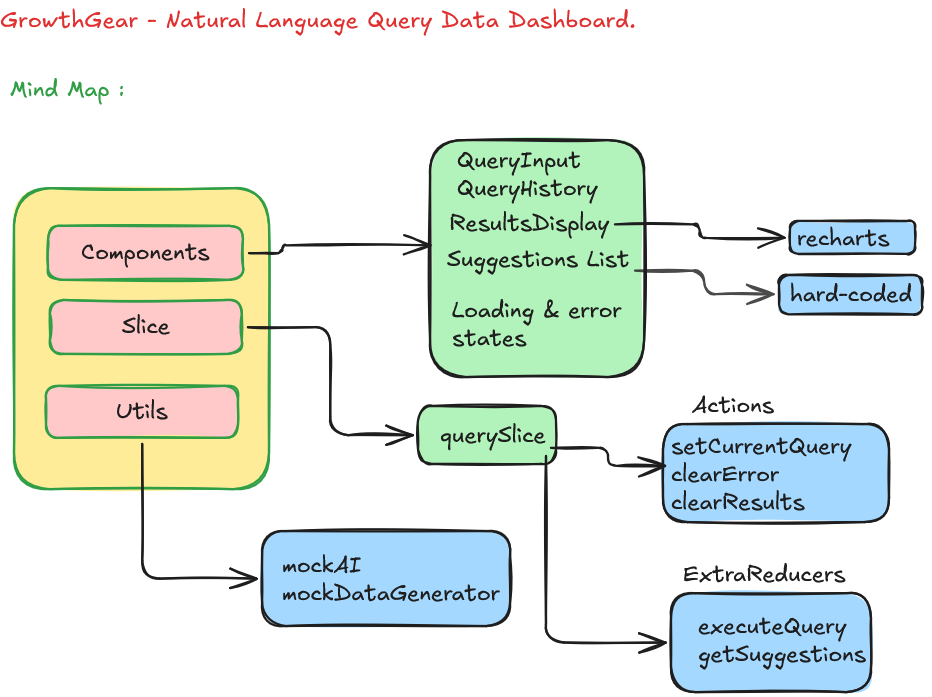 GrowthGear - Natural Language Query Data Dashboard.
Mind Map :
Components
Slice
Utils
QueryInput
QueryHistory
ResultsDisplay
Suggestions List
Loading & error
states
recharts
hard-coded
querySlice
Actions
setCurrentQuery
clearError
clearResults
ExtraReducers
executeQuery
getSuggestions
mockAI
mockDataGenerator